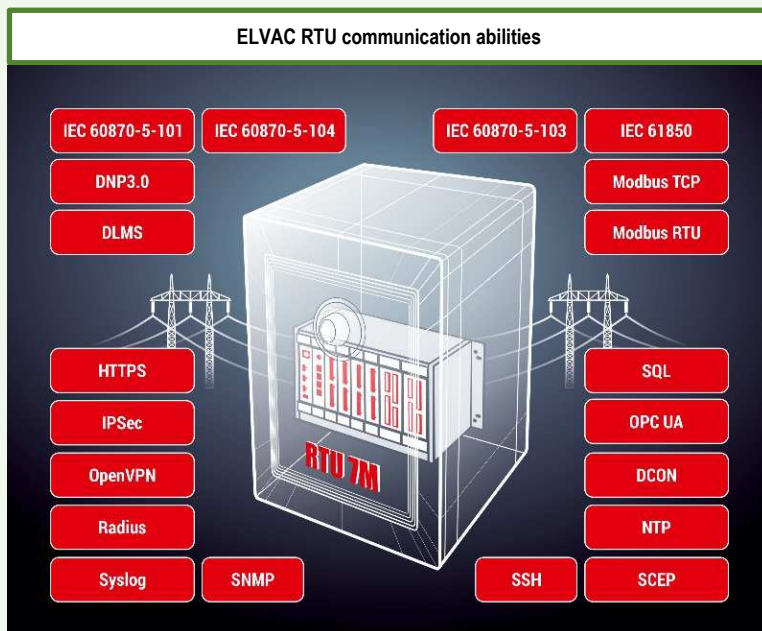 ELVAC RTU communication abilities
IEC 60870-5-101 IEC 60870-5-104 IEC 60870-5-103 IEC 61850
DNP3.0 Modbus TCP
DLMS Modbus RTU
HTTPS SQL
IPSec OPC UA
OpenVPN DCON
RTU 7M
Radius NTP
Syslog SNMP SSH SCEP